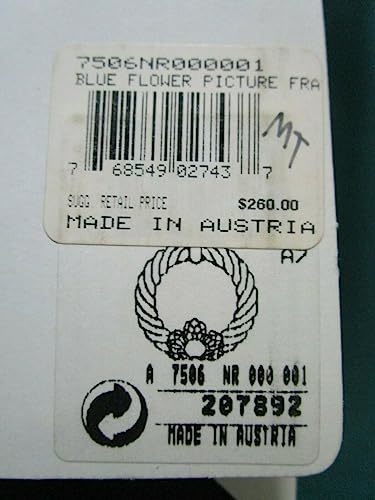 7506NR000001
BLUE FLOWER PICTURE FRA
MT
7 68549 02743 7
SUGG. RETAIL PRICE $260.00
MADE IN AUSTRIA
A7
A 7506 NR 000 001
207892
MADE IN AUSTRIA